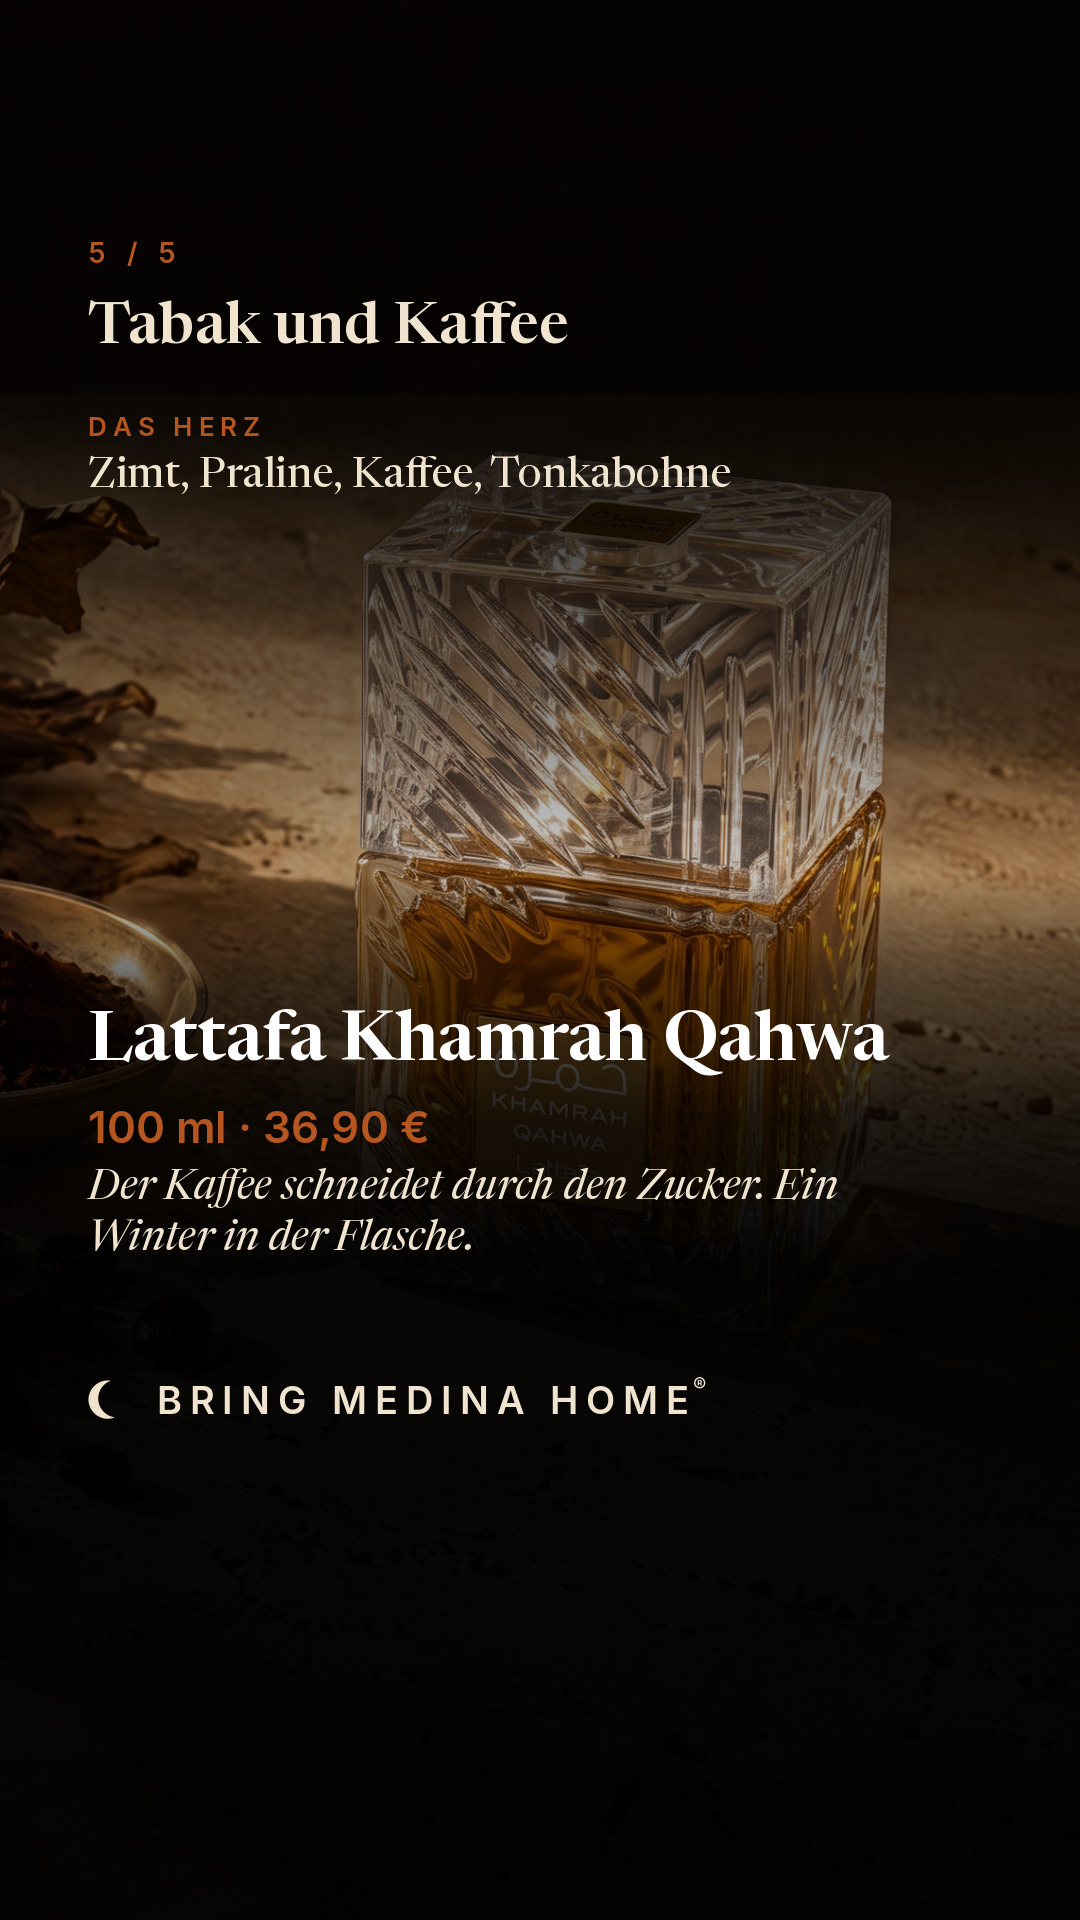 5 / 5
Tabak und Kaffee
DAS HERZ
Zimt, Praline, Kaffee, Tonkabohne
Lattafa Khamrah Qahwa
خمرة
KHAMRAH
QAHWA
100 ml · 36,90 €
Der Kaffee schneidet durch den Zucker. Ein
Winter in der Flasche.
BRING MEDINA HOME®